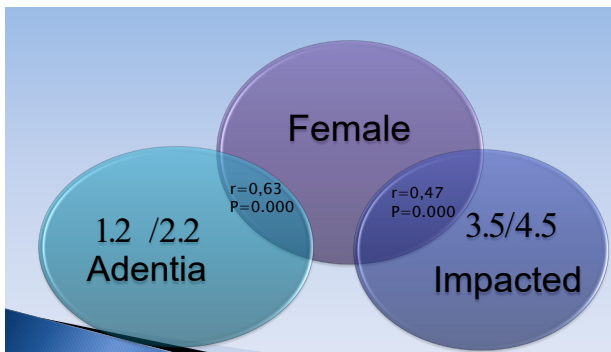 Female
r=0,63
P=0.000
r=0,47
P=0.000
1.2 /2.2
Adentia
3.5/4.5
Impacted